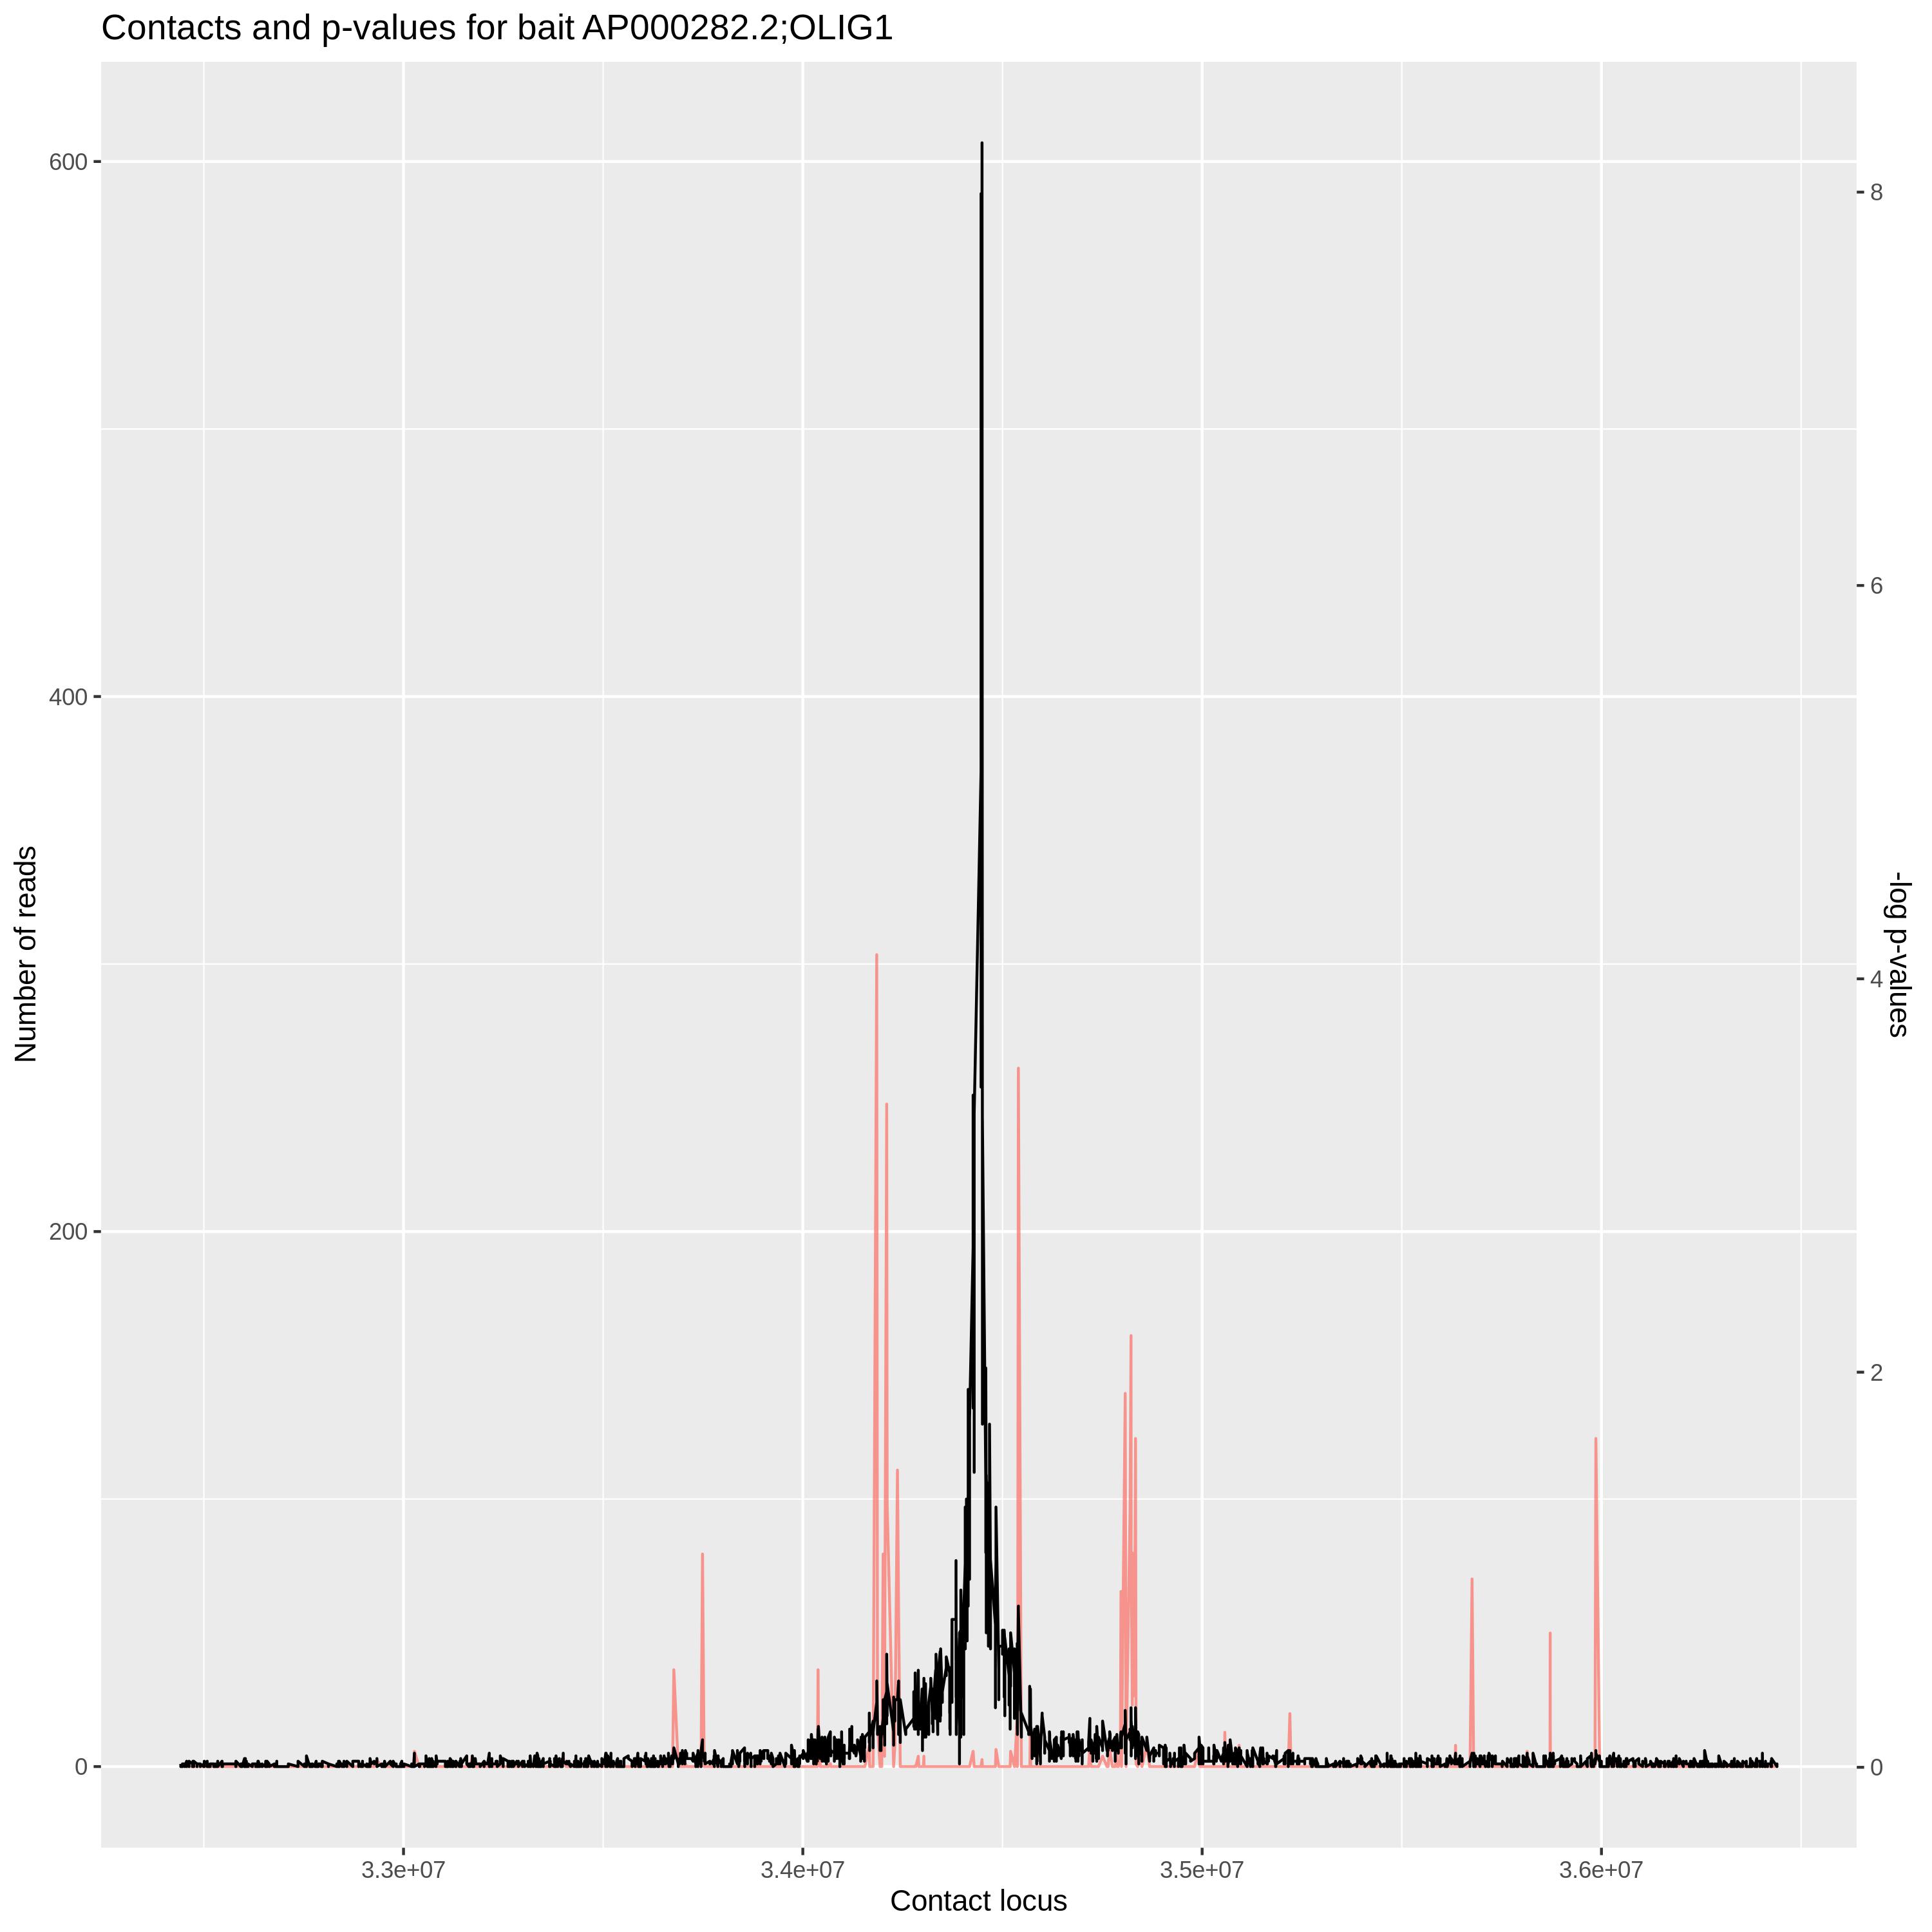 Contacts and p-values for bait AP000282.2;OLIG1
600
400
200
0
Number of reads
8
6
4
2
0
-log p-values
3.3e+07
3.4e+07
3.5e+07
3.6e+07
Contact locus